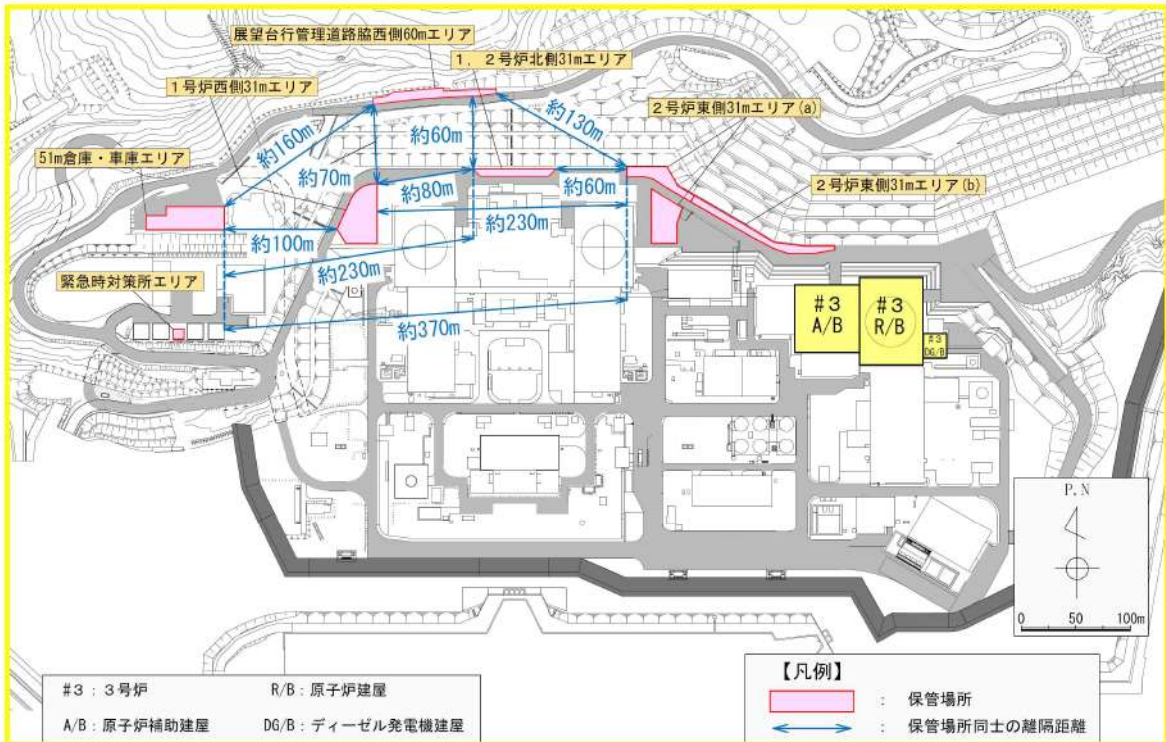 展望台行管理道路脇西側60mエリア
1．2号炉北側31mエリア
1号炉西側31mエリア
2号炉東側31mエリア(a)
51m倉庫・車庫エリア
2号炉東側31mエリア(b)
緊急時対策所エリア
約160m
約60m
約130m
約70m
約80m
約60m
約100m
約230m
約230m
約370m
#3
A/B
#3
R/B
#3
DG/B
P.N
0 50 100m
#3：3号炉 R/B：原子炉建屋
A/B：原子炉補助建屋 DG/B：ディーゼル発電機建屋
【凡例】
： 保管場所
： 保管場所同士の離隔距離